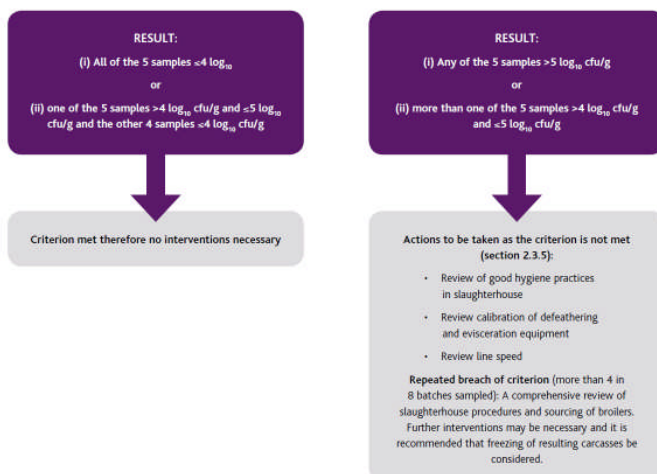 RESULT:
(i) All of the 5 samples ≤4 log₁₀
or
(ii) one of the 5 samples >4 log₁₀ cfu/g and ≤5 log₁₀
cfu/g and the other 4 samples ≤4 log₁₀ cfu/g
Criterion met therefore no interventions necessary
RESULT:
(i) Any of the 5 samples >5 log₁₀ cfu/g
or
(ii) more than one of the 5 samples >4 log₁₀ cfu/g
and ≤5 log₁₀ cfu/g
Actions to be taken as the criterion is not met
(section 2.3.5):
• Review of good hygiene practices
in slaughterhouse
• Review calibration of defeathering
and evisceration equipment
• Review line speed
Repeated breach of criterion (more than 4 in
8 batches sampled): A comprehensive review of
slaughterhouse procedures and sourcing of broilers.
Further interventions may be necessary and it is
recommended that freezing of resulting carcasses be
considered.